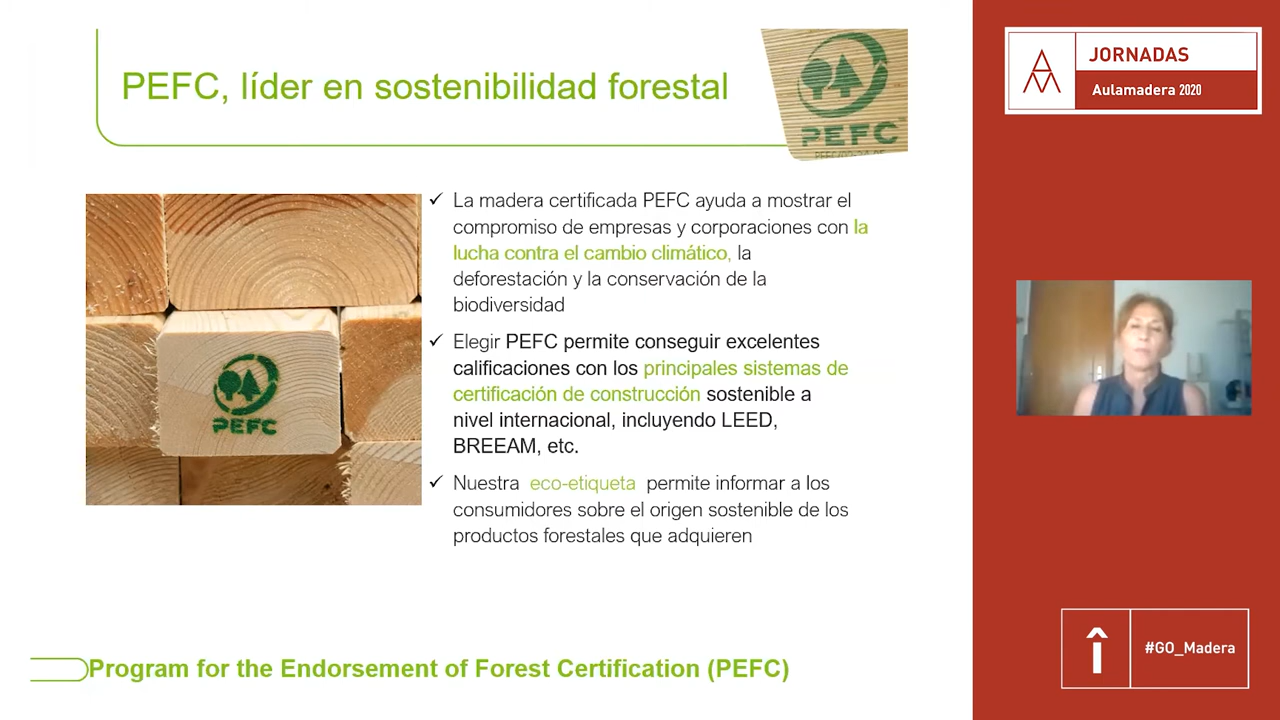 PEFC, líder en sostenibilidad forestal
PEFC
La madera certificada PEFC ayuda a mostrar el
compromiso de empresas y corporaciones con la
lucha contra el cambio climático, la
deforestación y la conservación de la
biodiversidad
Elegir PEFC permite conseguir excelentes
calificaciones con los principales sistemas de
certificación de construcción sostenible a
nivel internacional, incluyendo LEED,
BREEAM, etc.
Nuestra eco-etiqueta permite informar a los
consumidores sobre el origen sostenible de los
productos forestales que adquieren
PEFC
Program for the Endorsement of Forest Certification (PEFC)
JORNADAS
Aulamadera 2020
#GO_Madera